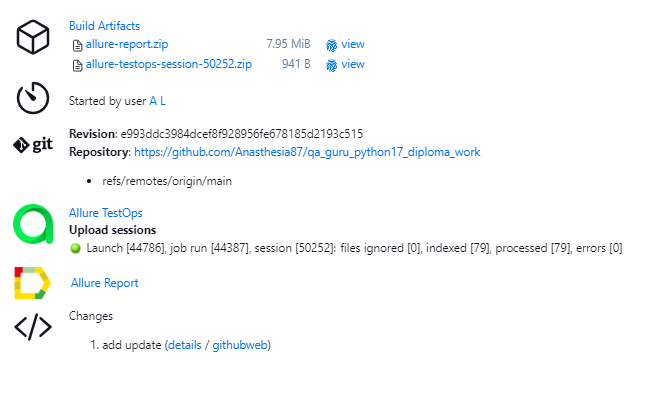 Build Artifacts
allure-report.zip 7.95 MiB view
allure-testops-session-50252.zip 941 B view
Started by user A L
git
Revision: e993ddc3984dcef8f928956fe678185d2193c515
Repository: https://github.com/Anasthesia87/qa_guru_python17_diploma_work
• refs/remotes/origin/main
Allure TestOps
Upload sessions
Launch [44786], job run [44387], session [50252]: files ignored [0], indexed [79], processed [79], errors [0]
Allure Report
Changes
1. add update (details / githubweb)